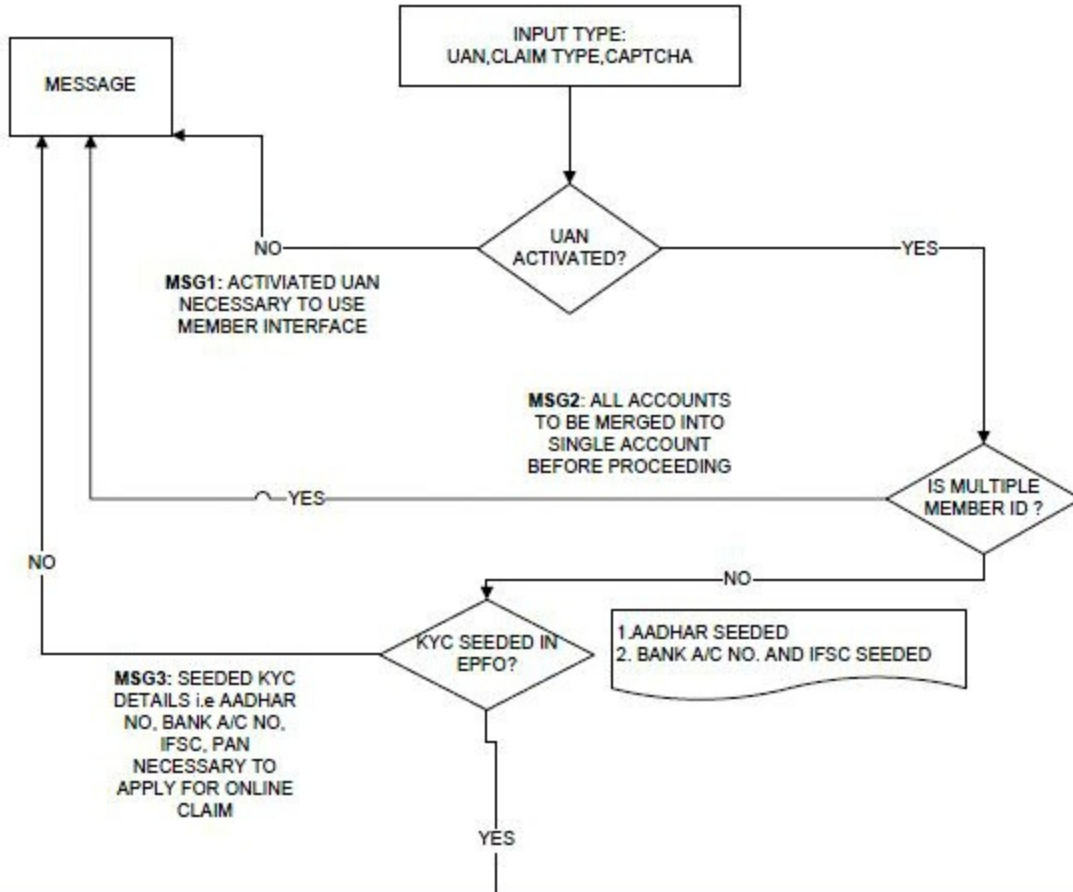 INPUT TYPE:
UAN,CLAIM TYPE,CAPTCHA
MESSAGE
UAN
ACTIVATED?
NO
YES
MSG1: ACTIVIATED UAN
NECESSARY TO USE
MEMBER INTERFACE
MSG2: ALL ACCOUNTS
TO BE MERGED INTO
SINGLE ACCOUNT
BEFORE PROCEEDING
IS MULTIPLE
MEMBER ID ?
YES
NO
NO
KYC SEEDED IN
EPFO?
1.AADHAR SEEDED
2. BANK A/C NO. AND IFSC SEEDED
MSG3: SEEDED KYC
DETAILS i.e AADHAR
NO, BANK A/C NO,
IFSC, PAN
NECESSARY TO
APPLY FOR ONLINE
CLAIM
YES